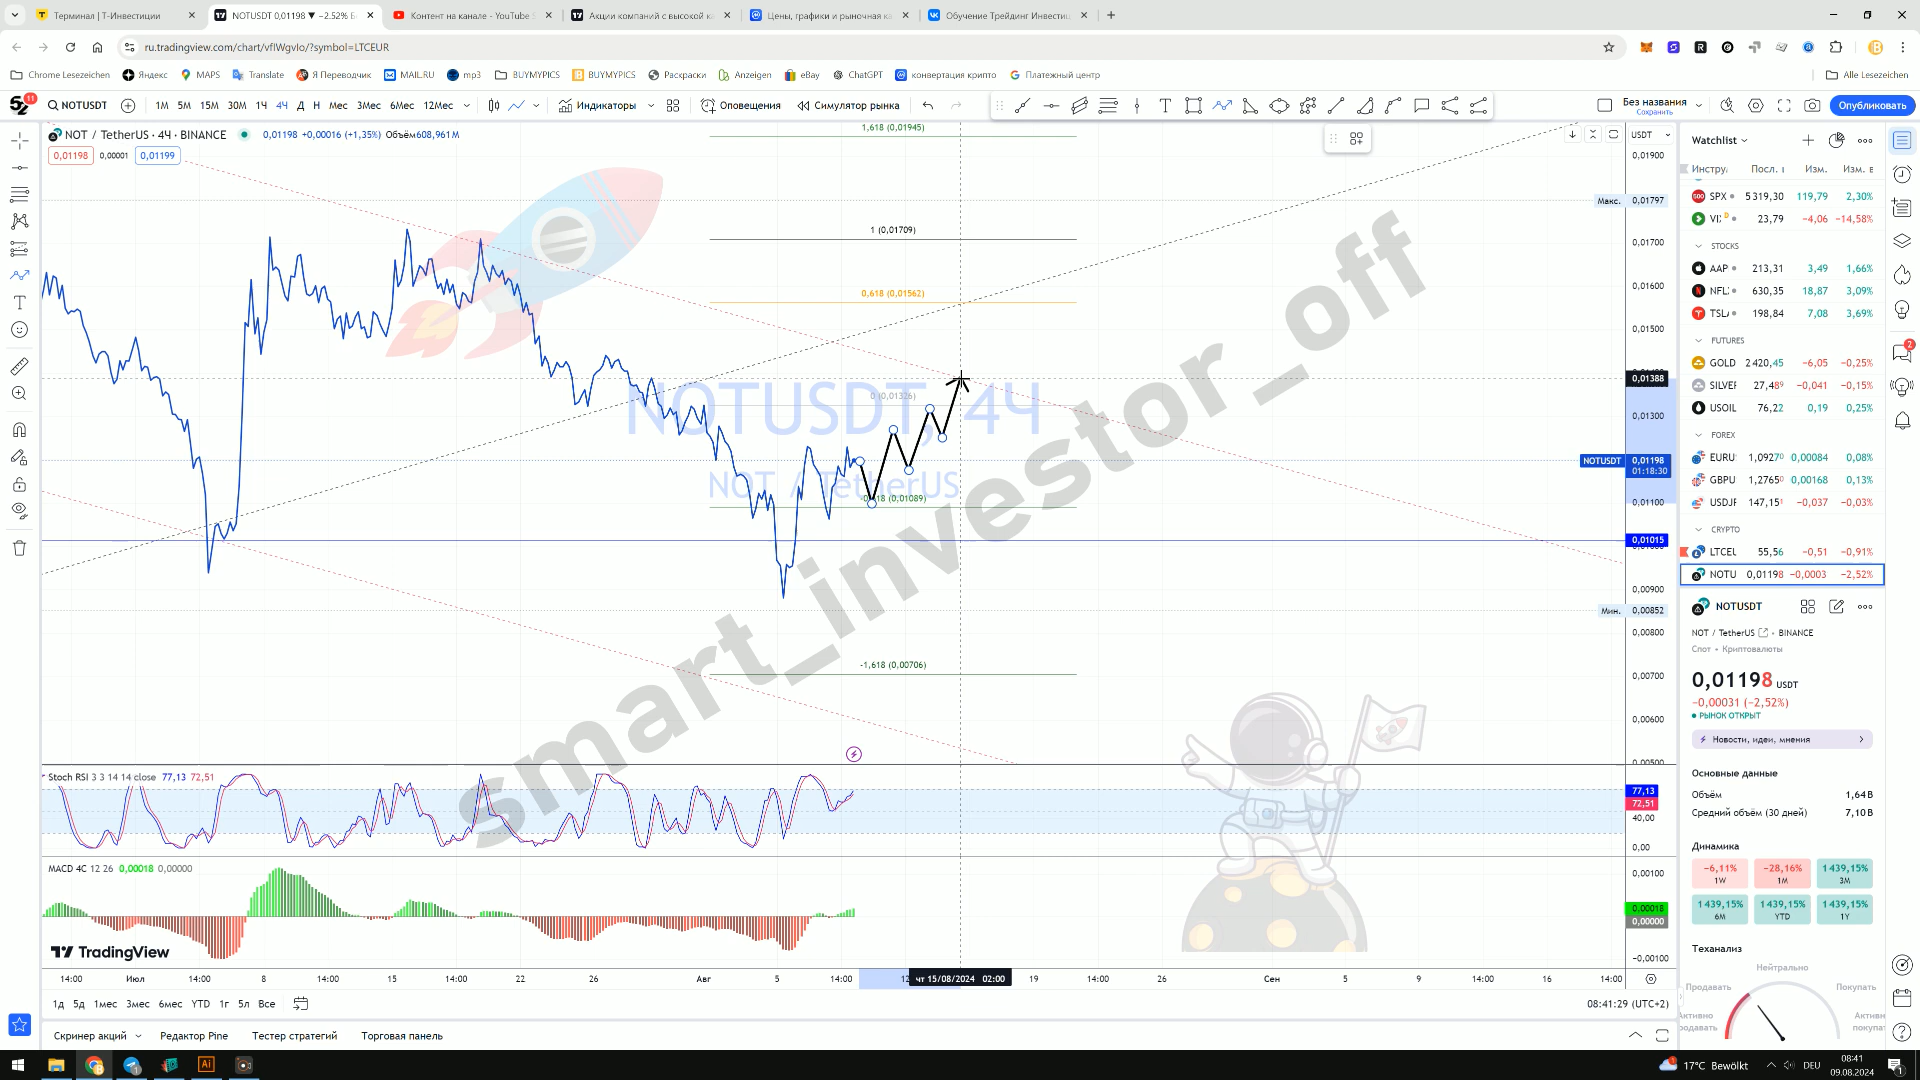 Терминал | Т-Инвестиции
NOTUSDT 0,01198 ▼ −2.52% Б
Контент на канале - YouTube S
Акции компаний с высокой к
Цены, графики и рыночная ка
Обучение Трейдинг Инвестиц
ru.tradingview.com/chart/vfIWgvIo/?symbol=LTCEUR
Chrome Lesezeichen
Яндекс
MAPS
Translate
Я Переводчик
MAIL.RU
mp3
BUYMYPICS
BUYMYPICS
Раскраски
Anzeigen
eBay
ChatGPT
конвертация крипто
Платежный центр
Alle Lesezeichen
11
NOTUSDT
1М 5М 15М 30М 1Ч 4Ч Д Н Мес 3Мес 6Мес 12Мес
Индикаторы
Оповещения
Симулятор рынка
Без названия
Сохранить
Опубликовать
NOT / TetherUS · 4Ч · BINANCE
0,01198 +0,00016 (+1,35%) Объём 608,961 M
0,01198 0,00001 0,01199
USDT
1,618 (0,01945)
1 (0,01709)
0,618 (0,01562)
0 (0,01326)
-0,618 (0,01089)
-1,618 (0,00706)
NOTUSDT, 4Ч
NOT / TetherUS
smart_investor_off
0,01900
Макс. 0,01797
0,01700
0,01600
0,01500
0,01388
0,01300
NOTUSDT 0,01198
01:18:30
0,01100
0,01015
0,00900
Мин. 0,00852
0,00800
0,00700
0,00600
0,00500
Stoch RSI 3 3 14 14 close 77,13 72,51
77,13
72,51
40,00
0,00
MACD 4C 12 26 0,00018 0,00000
0,00100
0,00018
0,00000
−0,00100
TradingView
14:00 Июл 14:00 8 14:00 15 14:00 22 26 Авг 5 14:00 12 чт 15/08/2024 02:00 19 14:00 26 Сен 5 9 14:00 16 14:00
1д 5д 1мес 3мес 6мес YTD 1г 5л Все
08:41:29 (UTC+2)
Скринер акций
Редактор Pine
Тестер стратегий
Торговая панель
Watchlist
Инстру. Посл. Изм. Изм. в
SPX 5 319,30 119,79 2,30%
VI: D 23,79 −4,06 −14,58%
STOCKS
AAP 213,31 3,49 1,66%
NFL 630,35 18,87 3,09%
TSL 198,84 7,08 3,69%
FUTURES
GOLD 2 420,45 −6,05 −0,25%
SILVER 27,489 −0,041 −0,15%
USOIL 76,22 0,19 0,25%
FOREX
EURU 1,09270 0,00084 0,08%
GBPU 1,27650 0,00168 0,13%
USDJF 147,151 −0,037 −0,03%
CRYPTO
LTCEL 55,56 −0,51 −0,91%
NOTU 0,01198 −0,0003 −2,52%
NOTUSDT
NOT / TetherUS • BINANCE
Спот • Криптовалюты
0,01198 USDT
−0,00031 (−2,52%)
РЫНОК ОТКРЫТ
Новости, идеи, мнения
Основные данные
Объём 1,64 B
Средний объём (30 дней) 7,10 B
Динамика
−6,11% −28,16% 1 439,15%
1W 1M 3M
1 439,15% 1 439,15% 1 439,15%
6M YTD 1Y
Теханализ
Нейтрально
Продавать Покупать
2
17°C Bewölkt
DEU
08:41
09.08.2024